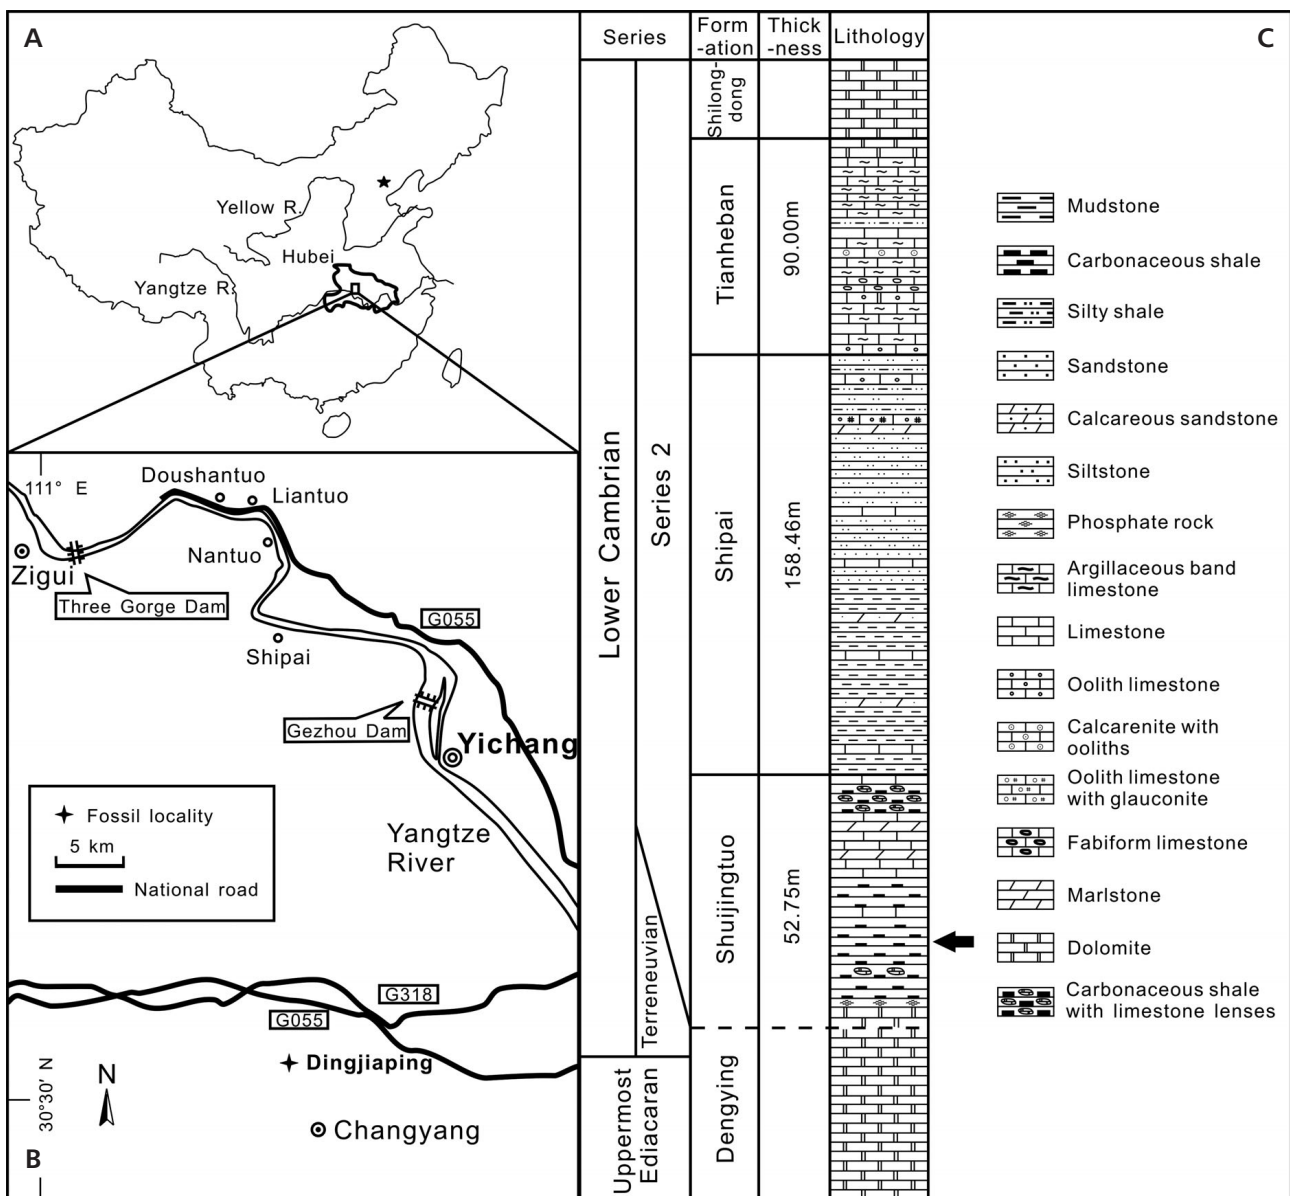 A
Yellow R.
Hubei
Yangtze R.
111° E
Doushantuo
Liantuo
Nantuo
Zigui
Three Gorge Dam
G055
Shipai
Gezhou Dam
Yichang
Fossil locality
5 km
National road
Yangtze
River
G318
G055
Dingjiaping
N
30°30′ N
Changyang
B
Series
Form
-ation
Thick
-ness
Lithology
C
Lower Cambrian
Series 2
Terreneuvian
Uppermost
Ediacaran
Shilong-
dong
Tianheban
90.00m
Shipai
158.46m
Shuijingtuo
52.75m
Dengying
Mudstone
Carbonaceous shale
Silty shale
Sandstone
Calcareous sandstone
Siltstone
Phosphate rock
Argillaceous band
limestone
Limestone
Oolith limestone
Calcarenite with
ooliths
Oolith limestone
with glauconite
Fabiform limestone
Marlstone
Dolomite
Carbonaceous shale
with limestone lenses